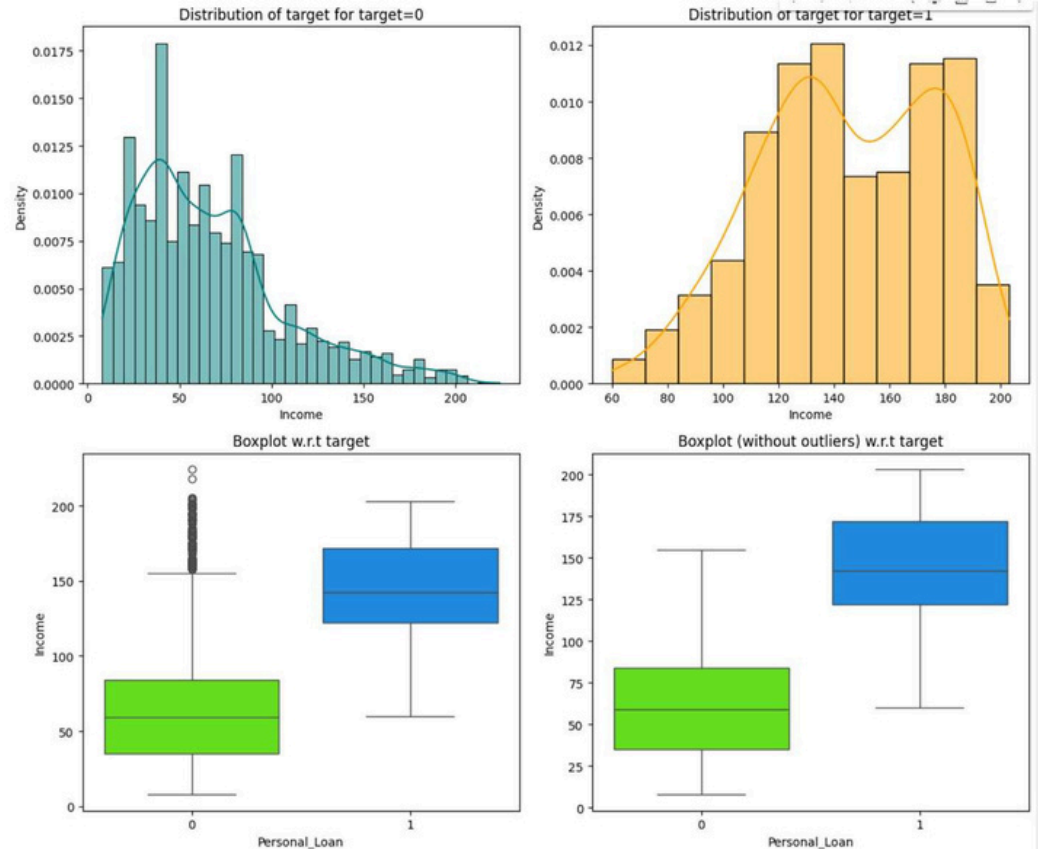 Distribution of target for target=0
0.0175
0.0150
0.0125
0.0100
0.0075
0.0050
0.0025
0.0000
Density
0 50 100 150 200
Income
Distribution of target for target=1
0.012
0.010
0.008
0.006
0.004
0.002
0.000
Density
60 80 100 120 140 160 180 200
Income
Boxplot w.r.t target
200
150
100
50
0
Income
0 1
Personal_Loan
Boxplot (without outliers) w.r.t target
200
175
150
125
100
75
50
25
0
Income
0 1
Personal_Loan